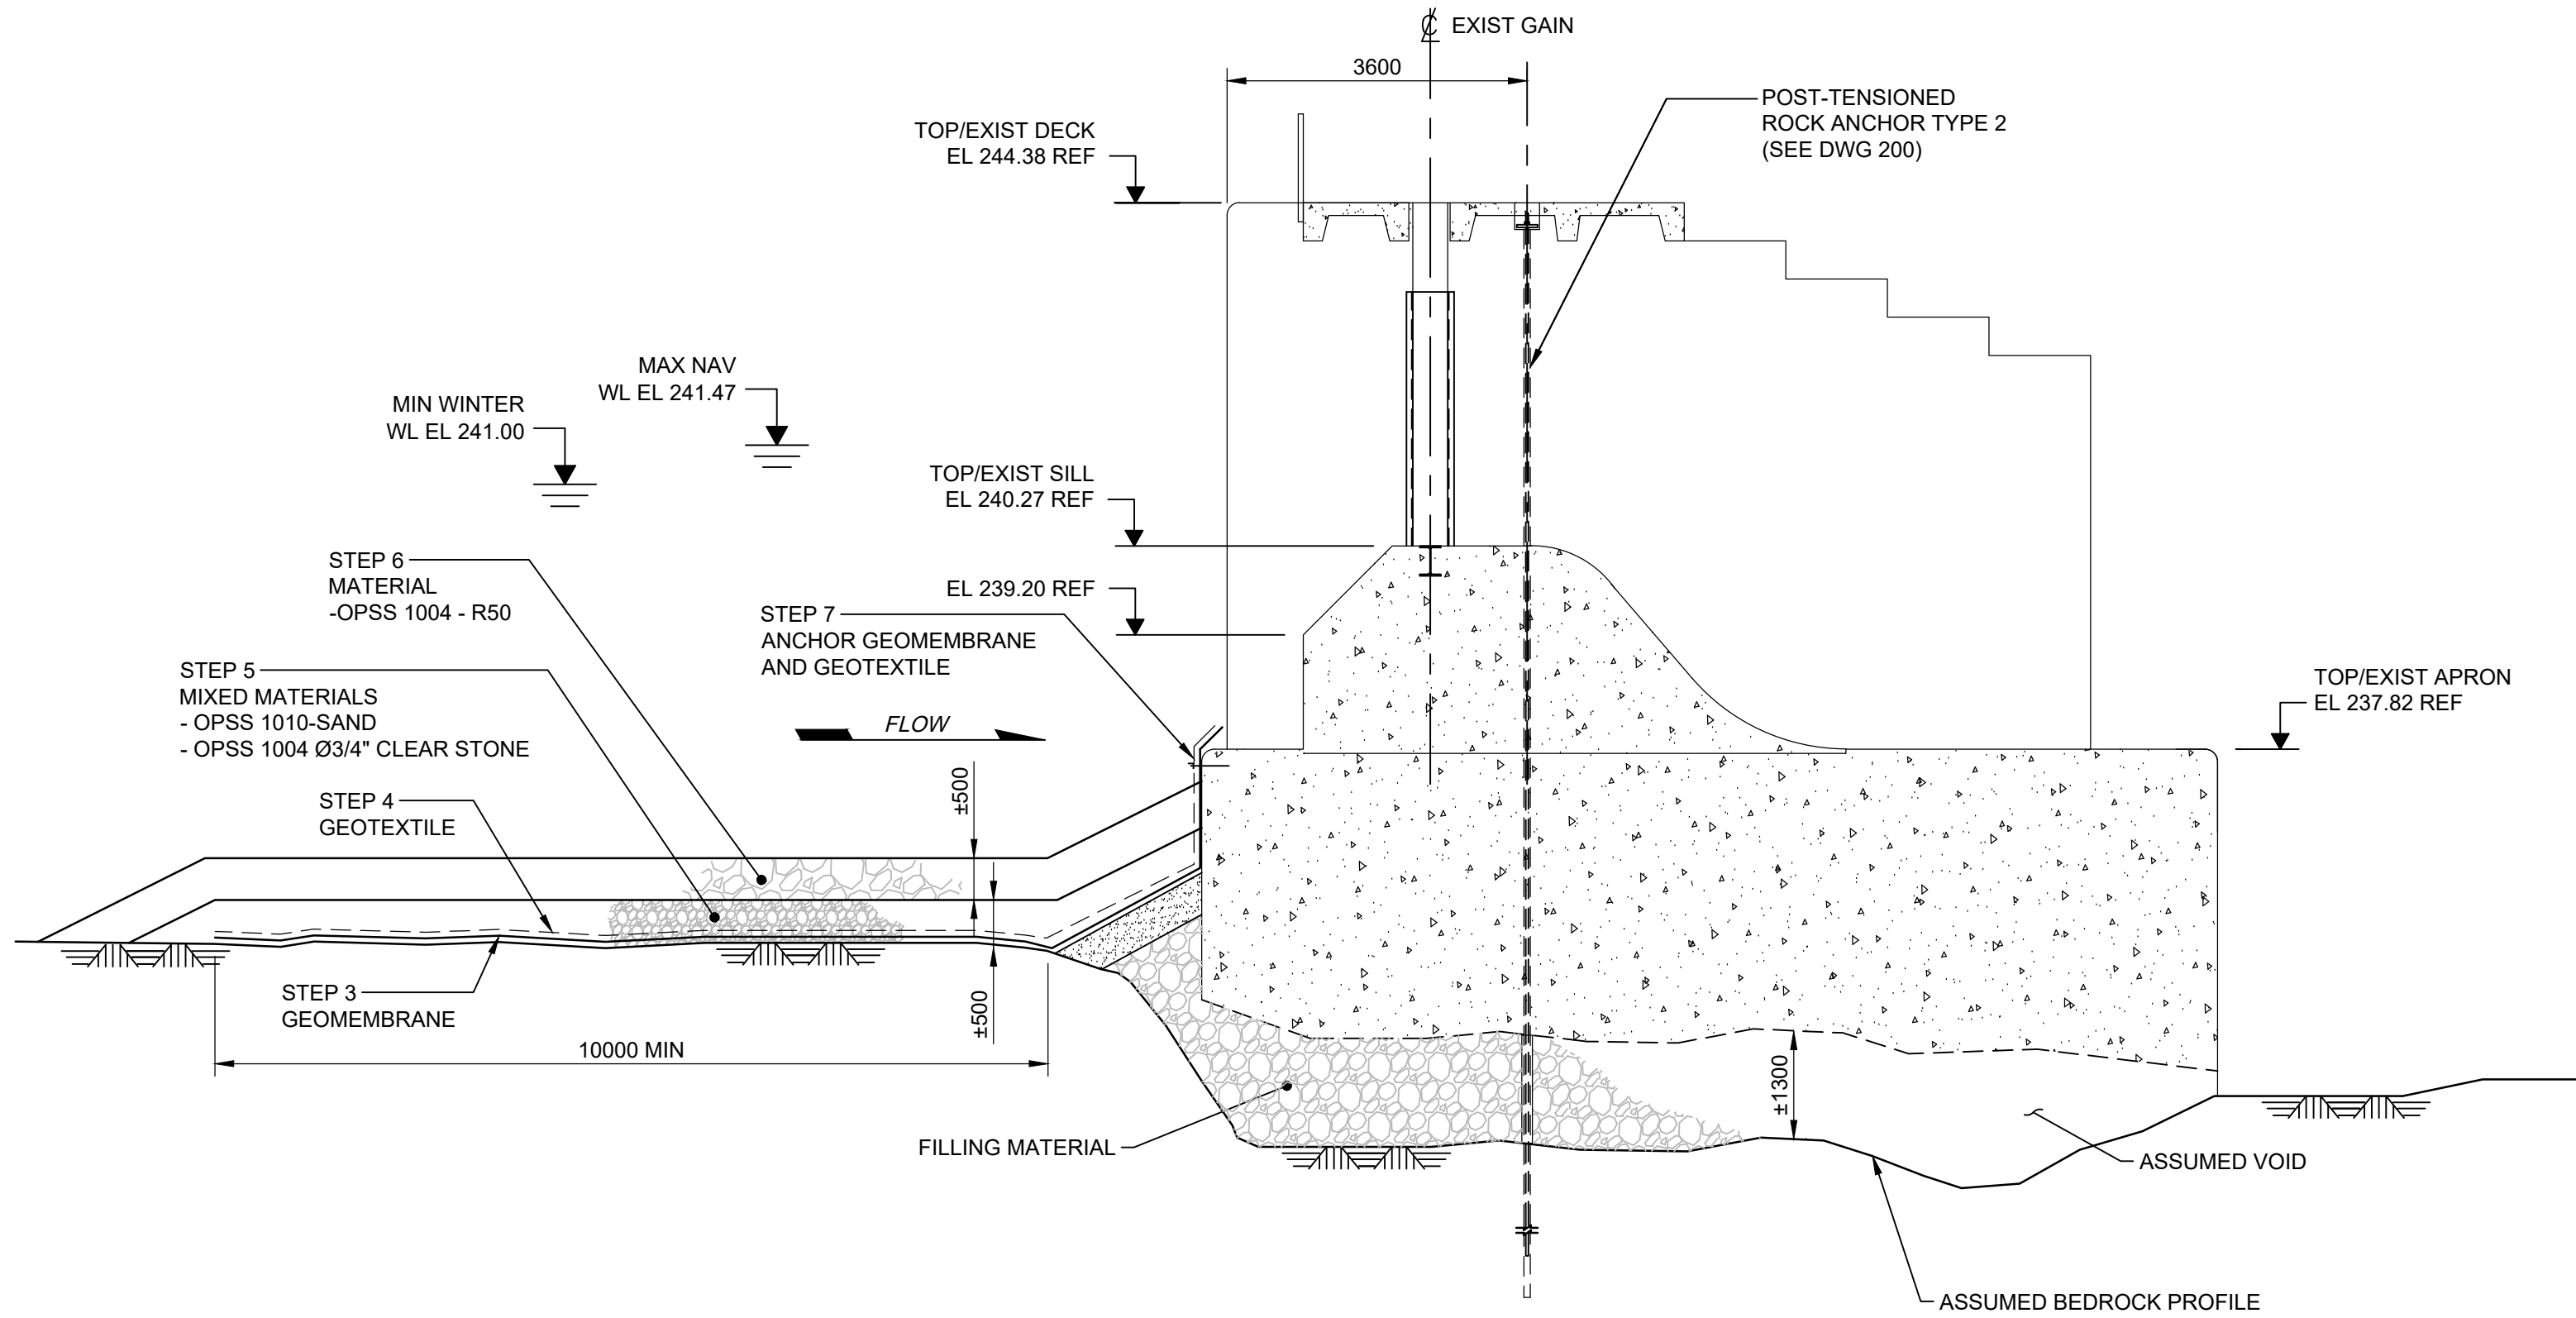 ℄ EXIST GAIN
3600
POST-TENSIONED
ROCK ANCHOR TYPE 2
(SEE DWG 200)
TOP/EXIST DECK
EL 244.38 REF
MAX NAV
WL EL 241.47
MIN WINTER
WL EL 241.00
TOP/EXIST SILL
EL 240.27 REF
EL 239.20 REF
STEP 6
MATERIAL
-OPSS 1004 - R50
STEP 7
ANCHOR GEOMEMBRANE
AND GEOTEXTILE
STEP 5
MIXED MATERIALS
- OPSS 1010-SAND
- OPSS 1004 Ø3/4" CLEAR STONE
FLOW
TOP/EXIST APRON
EL 237.82 REF
±500
STEP 4
GEOTEXTILE
STEP 3
GEOMEMBRANE
±500
10000 MIN
±1300
FILLING MATERIAL
ASSUMED VOID
ASSUMED BEDROCK PROFILE